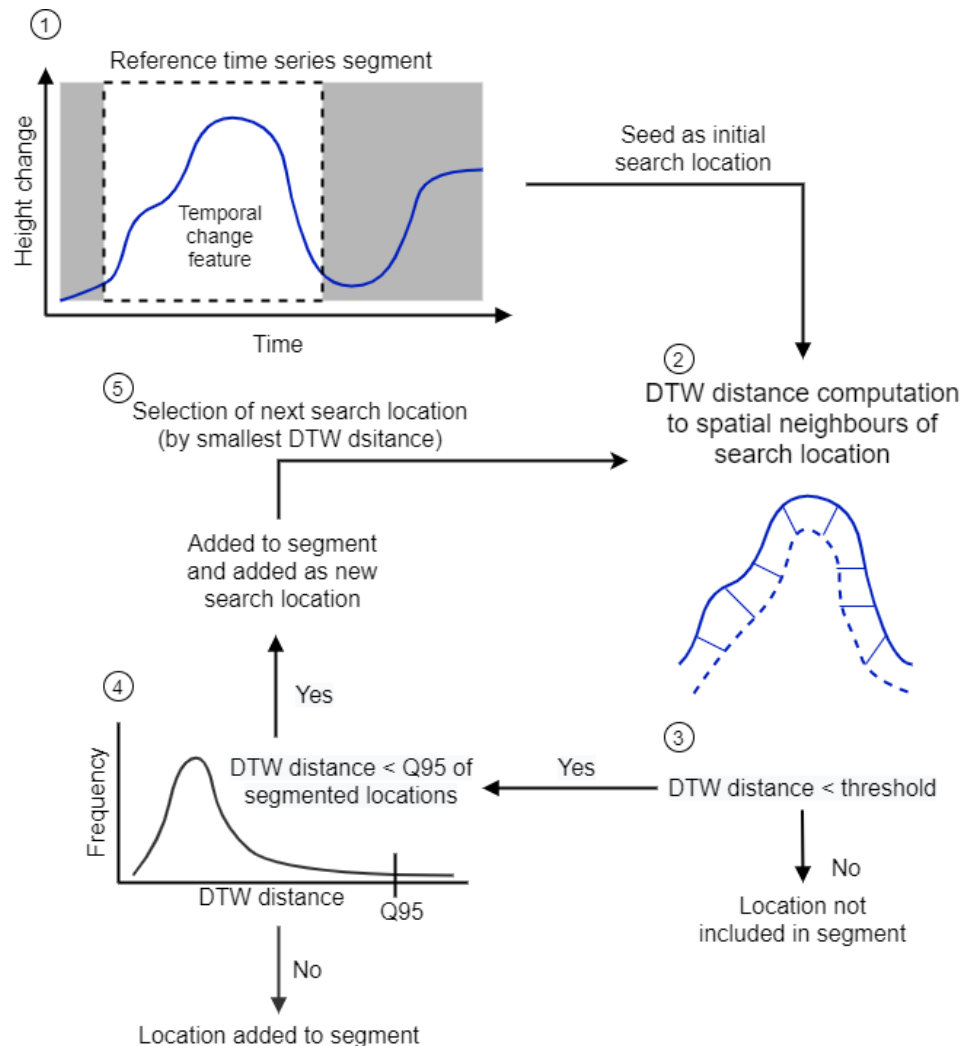 1
Reference time series segment
Height change
Temporal
change
feature
Time
Seed as initial
search location
2
DTW distance computation
to spatial neighbours of
search location
5
Selection of next search location
(by smallest DTW dsitance)
Added to segment
and added as new
search location
Yes
4
Frequency
DTW distance < Q95 of
segmented locations
DTW distance
Q95
No
Location added to segment
Yes
3
DTW distance < threshold
No
Location not
included in segment